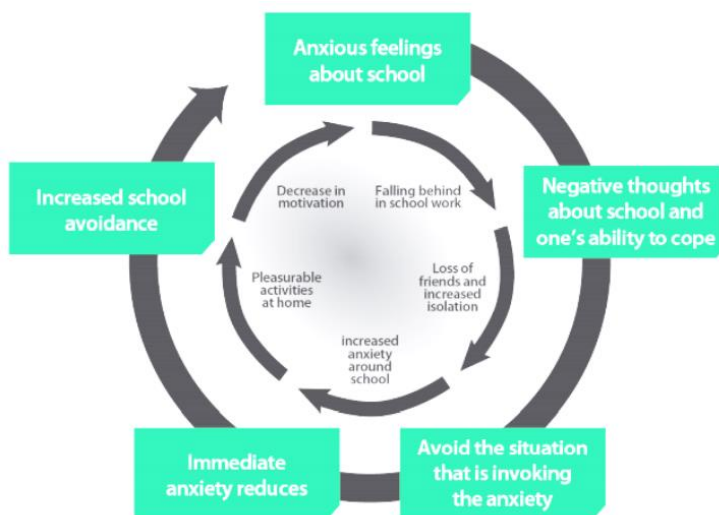 Anxious feelings
about school
Negative thoughts
about school and
one's ability to cope
Avoid the situation
that is invoking
the anxiety
Immediate
anxiety reduces
Increased school
avoidance
Falling behind
in school work
Loss of
friends and
increased
isolation
increased
anxiety
around
school
Pleasurable
activities
at home
Decrease in
motivation